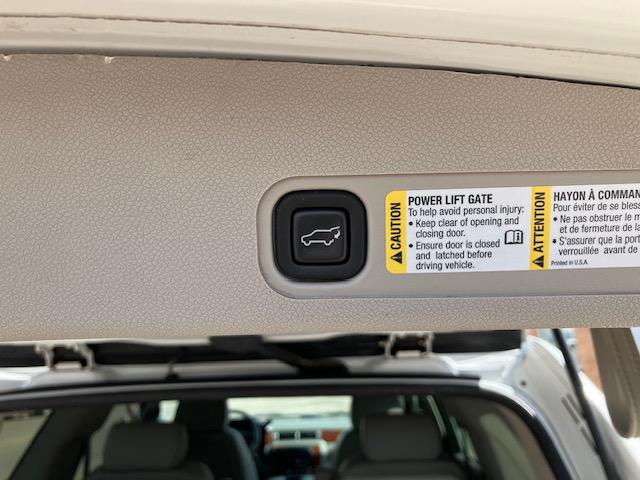 CAUTION
POWER LIFT GATE
To help avoid personal injury:
• Keep clear of opening and
closing door.
• Ensure door is closed
and latched before
driving vehicle.
ATTENTION
HAYON À COMMAN
Pour éviter de se bless
• Ne pas obstruer le m
et de fermeture de la
• S'assurer que la port
verrouillée avant de
Printed in U.S.A.